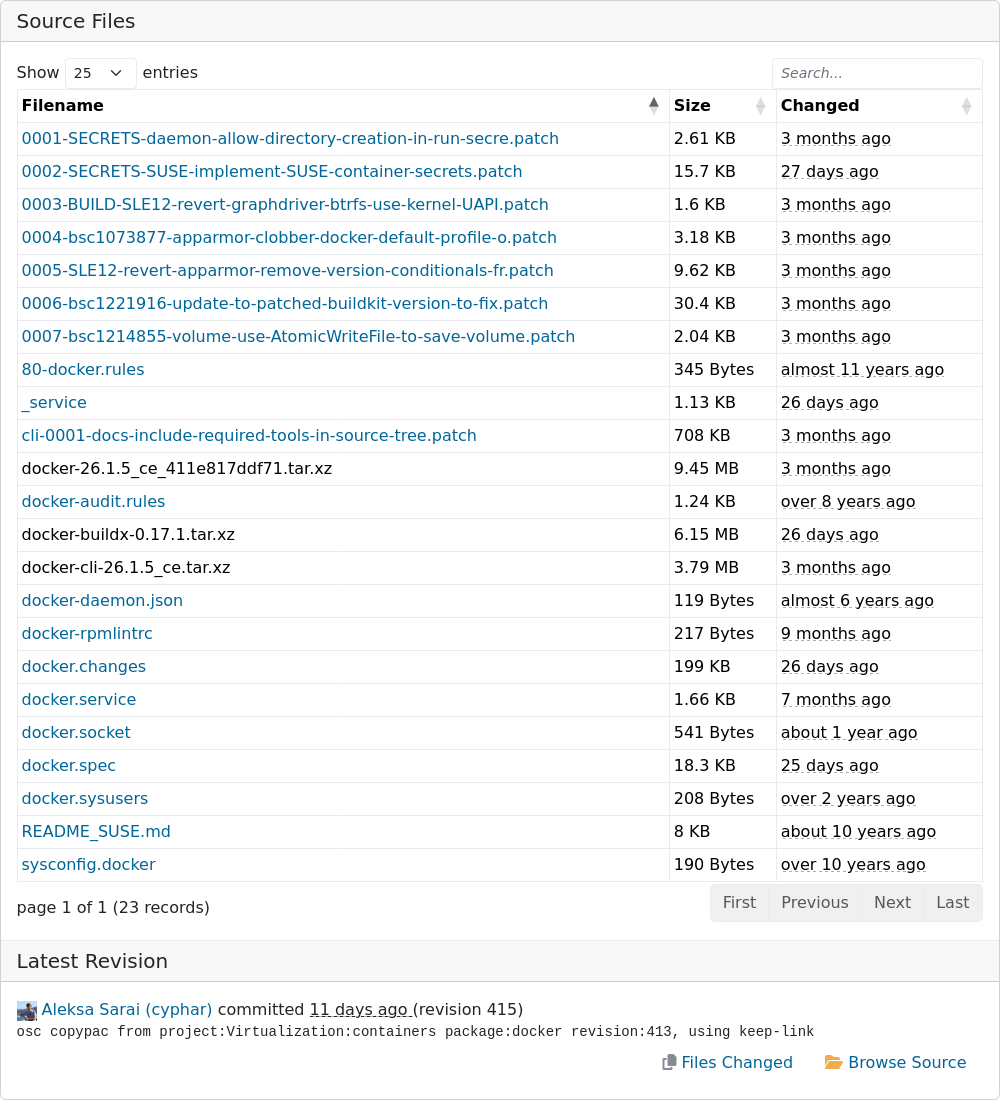 Source Files
Show 25 entries Search...
Filename Size Changed
0001-SECRETS-daemon-allow-directory-creation-in-run-secre.patch 2.61 KB 3 months ago
0002-SECRETS-SUSE-implement-SUSE-container-secrets.patch 15.7 KB 27 days ago
0003-BUILD-SLE12-revert-graphdriver-btrfs-use-kernel-UAPI.patch 1.6 KB 3 months ago
0004-bsc1073877-apparmor-clobber-docker-default-profile-o.patch 3.18 KB 3 months ago
0005-SLE12-revert-apparmor-remove-version-conditionals-fr.patch 9.62 KB 3 months ago
0006-bsc1221916-update-to-patched-buildkit-version-to-fix.patch 30.4 KB 3 months ago
0007-bsc1214855-volume-use-AtomicWriteFile-to-save-volume.patch 2.04 KB 3 months ago
80-docker.rules 345 Bytes almost 11 years ago
_service 1.13 KB 26 days ago
cli-0001-docs-include-required-tools-in-source-tree.patch 708 KB 3 months ago
docker-26.1.5_ce_411e817ddf71.tar.xz 9.45 MB 3 months ago
docker-audit.rules 1.24 KB over 8 years ago
docker-buildx-0.17.1.tar.xz 6.15 MB 26 days ago
docker-cli-26.1.5_ce.tar.xz 3.79 MB 3 months ago
docker-daemon.json 119 Bytes almost 6 years ago
docker-rpmlintrc 217 Bytes 9 months ago
docker.changes 199 KB 26 days ago
docker.service 1.66 KB 7 months ago
docker.socket 541 Bytes about 1 year ago
docker.spec 18.3 KB 25 days ago
docker.sysusers 208 Bytes over 2 years ago
README_SUSE.md 8 KB about 10 years ago
sysconfig.docker 190 Bytes over 10 years ago
page 1 of 1 (23 records) First Previous Next Last
Latest Revision
Aleksa Sarai (cyphar) committed 11 days ago (revision 415)
osc copypac from project:Virtualization:containers package:docker revision:413, using keep-link
Files Changed Browse Source